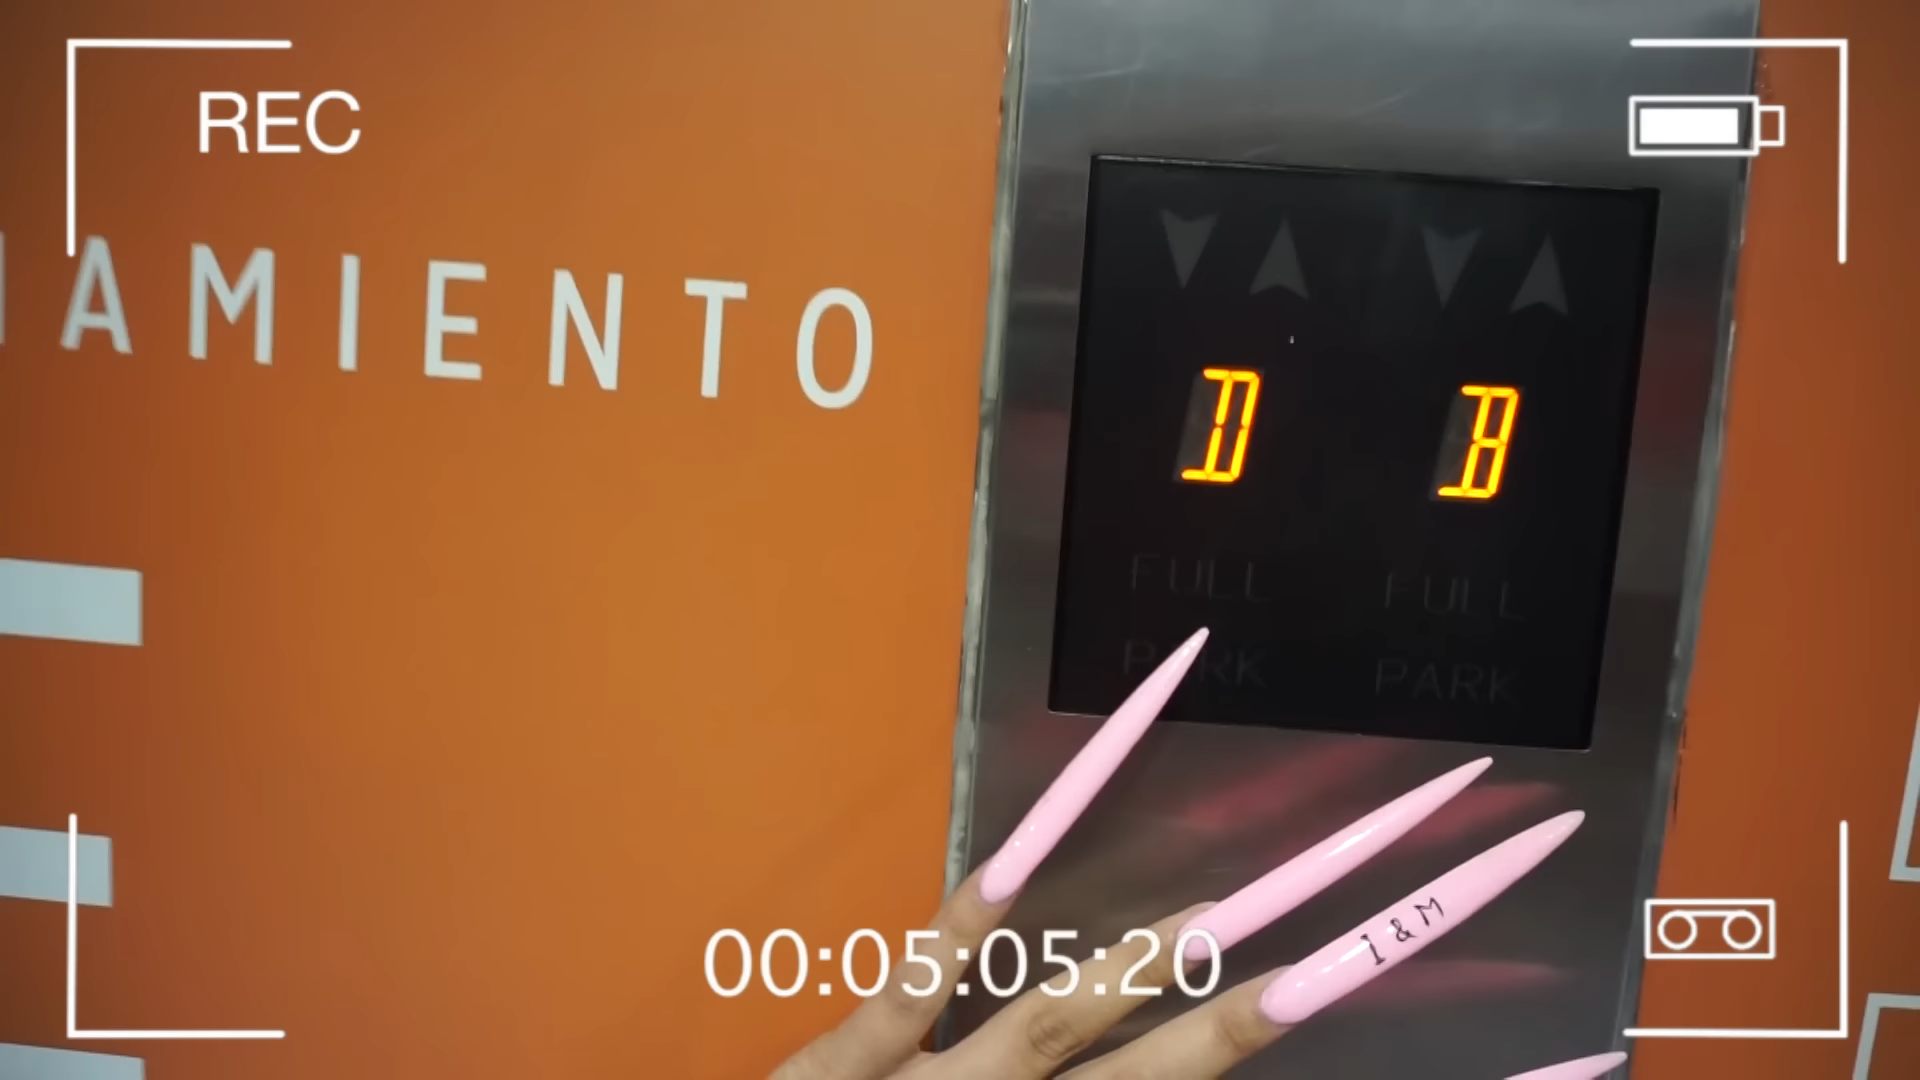 REC
AMIENTO
D B
FULL FULL
PARK PARK
I & M
00:05:05:20